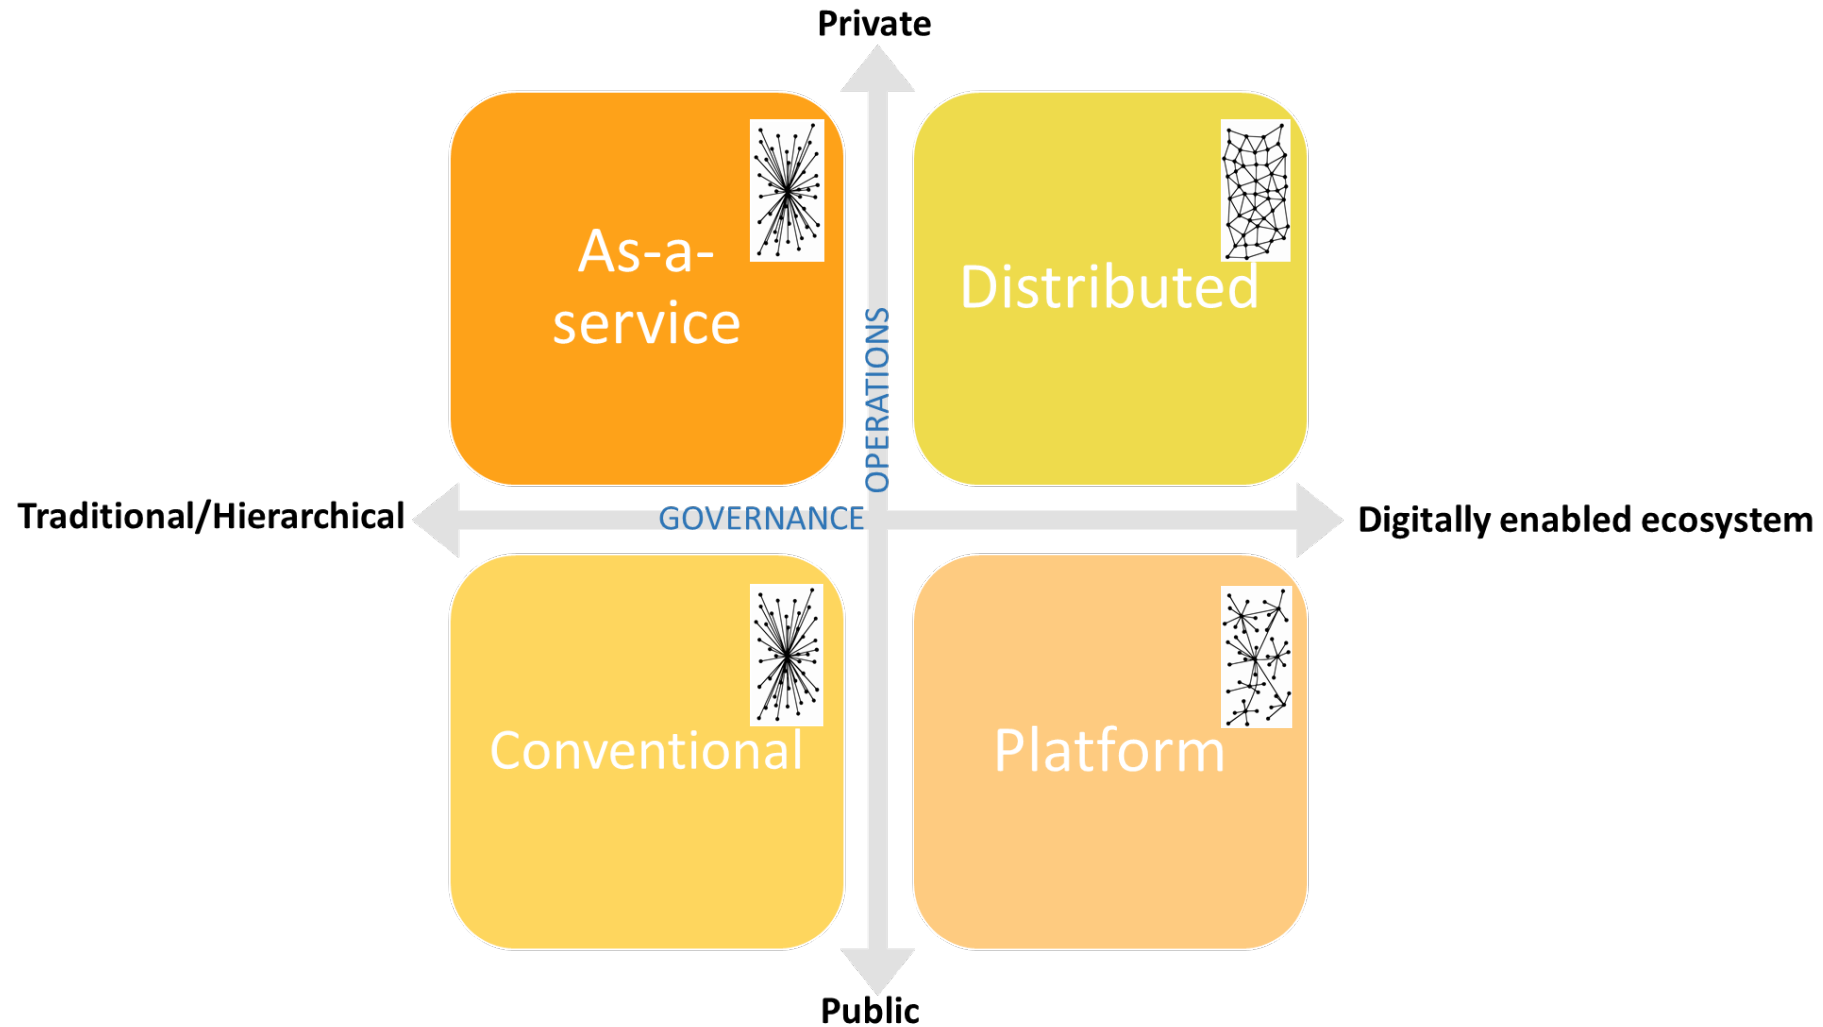 Private
As-a-
service
Distributed
OPERATIONS
Traditional/Hierarchical
GOVERNANCE
Digitally enabled ecosystem
Conventional
Platform
Public